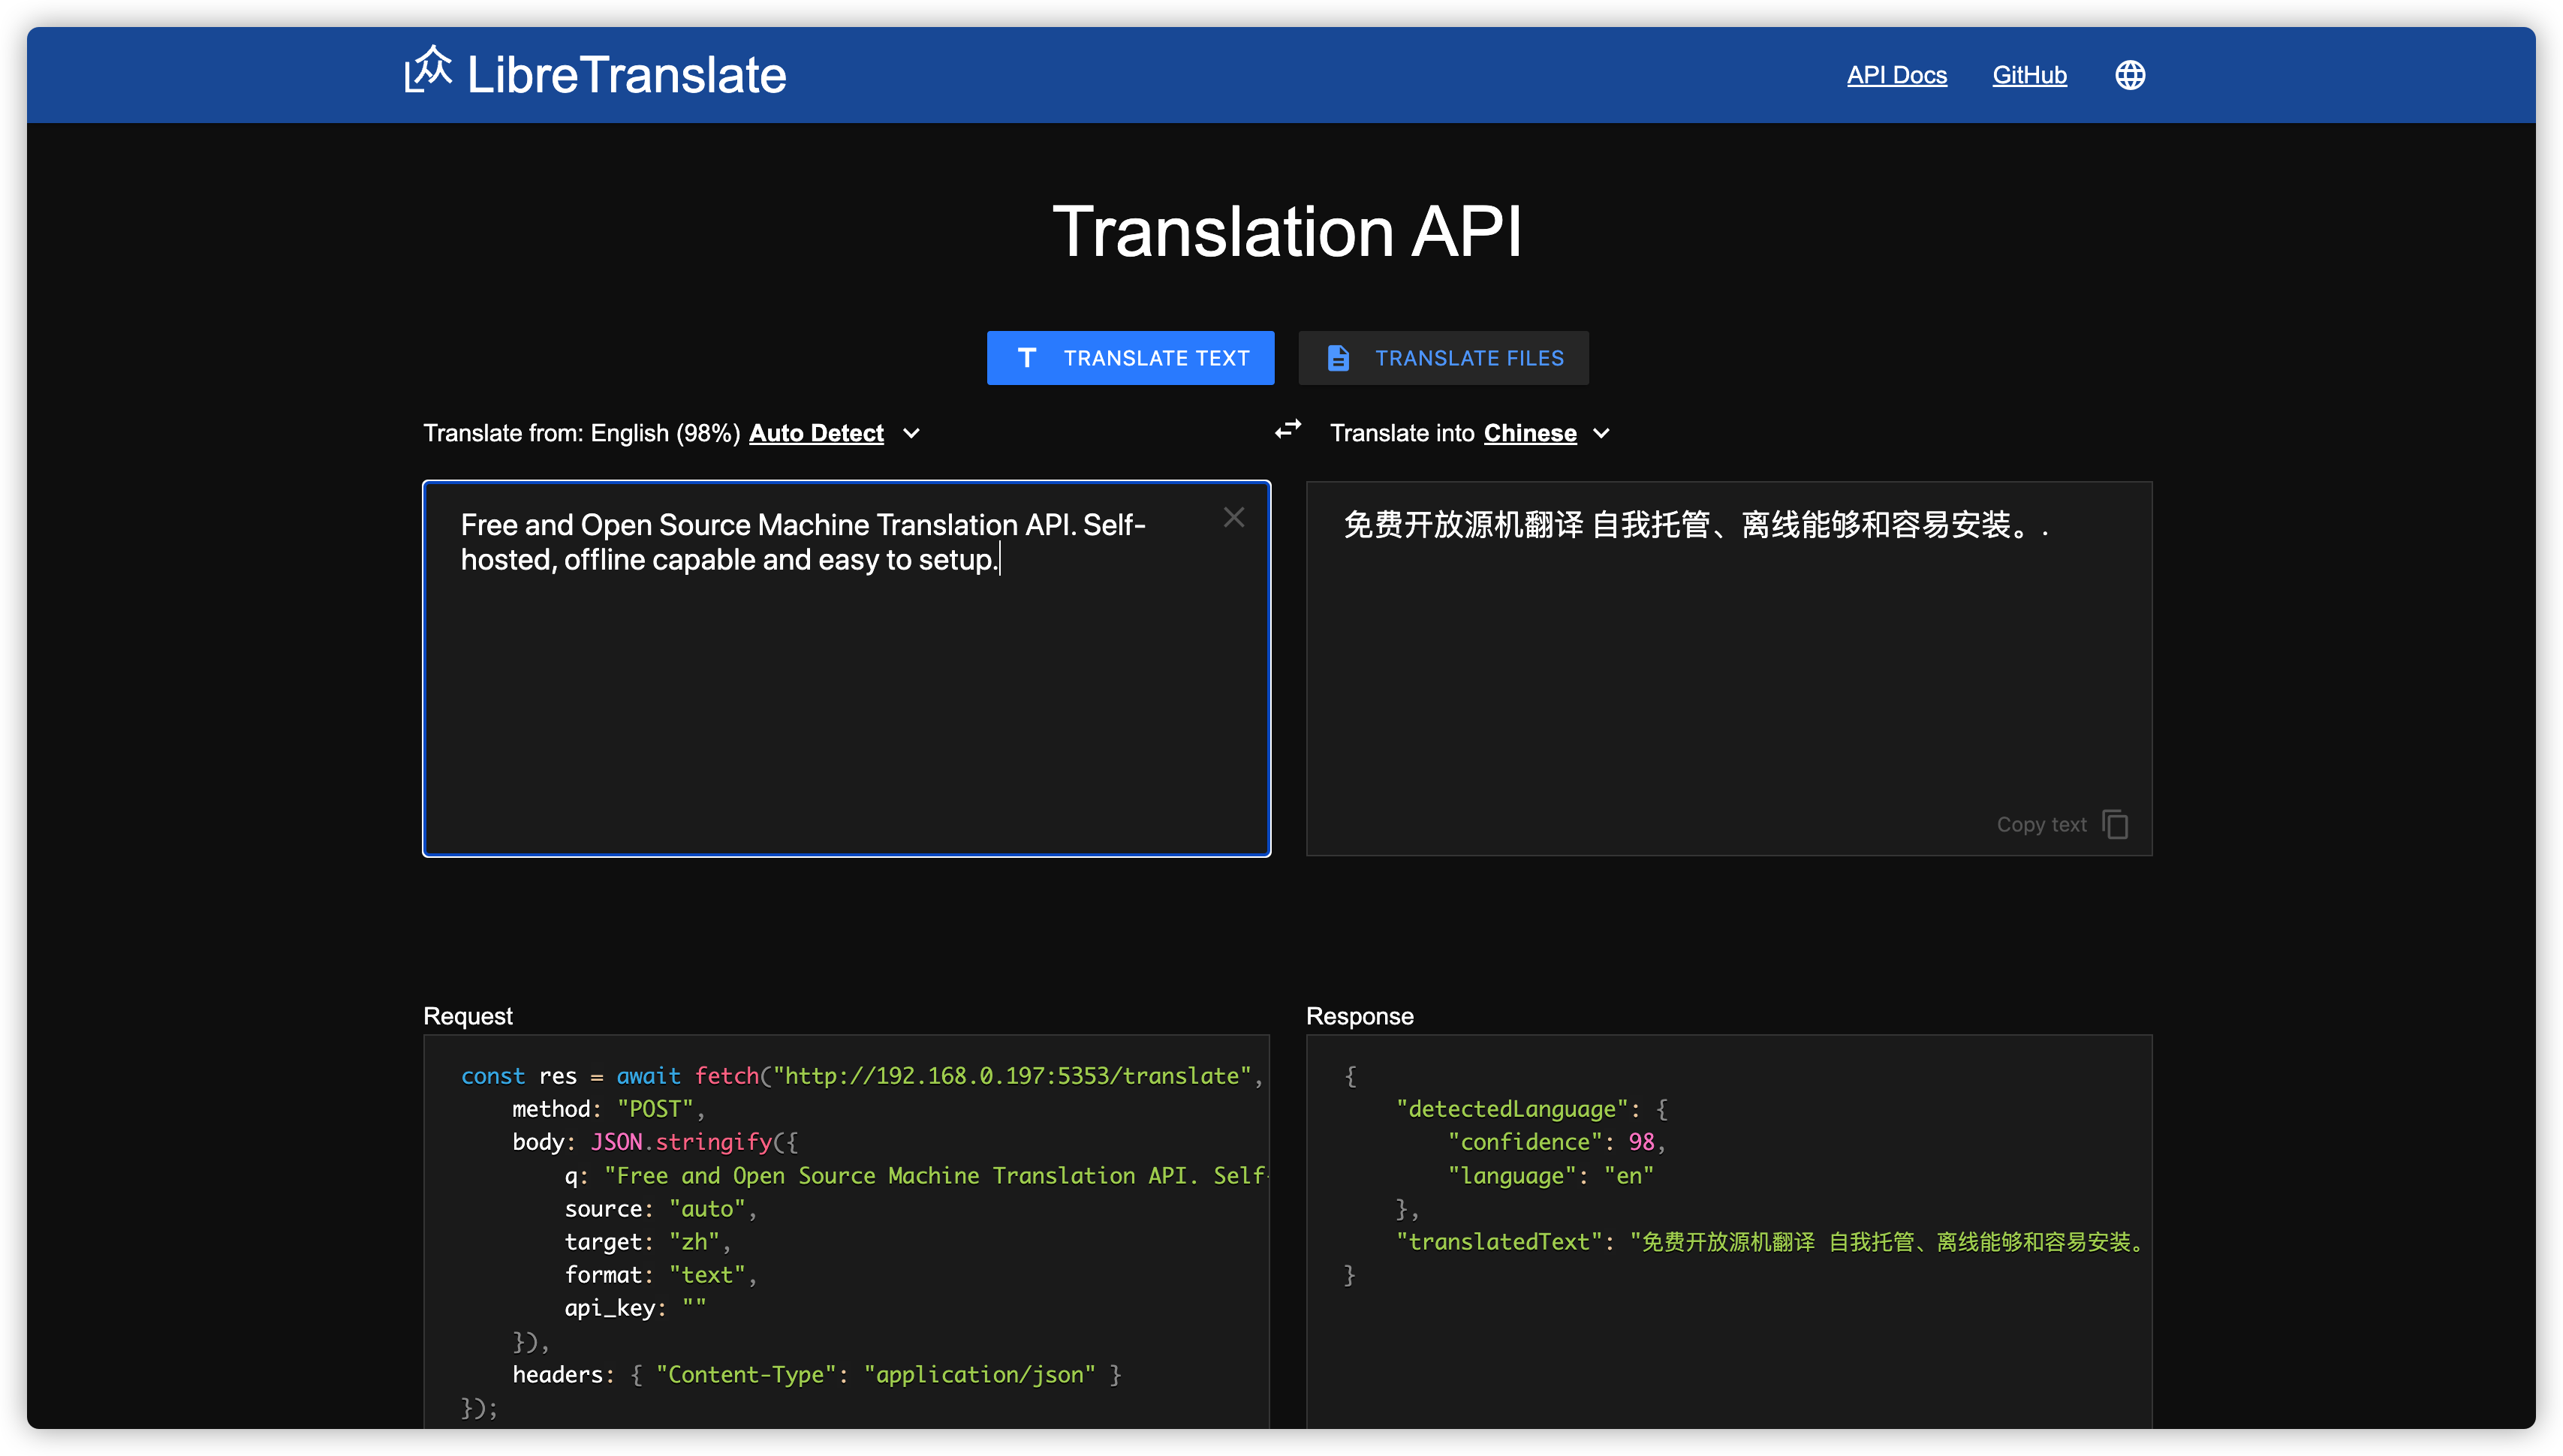 LibreTranslate
API Docs
GitHub
Translation API
TRANSLATE TEXT
TRANSLATE FILES
Translate from: English (98%) Auto Detect
Translate into Chinese
Free and Open Source Machine Translation API. Self-
hosted, offline capable and easy to setup.
免费开放源机翻译 自我托管、离线能够和容易安装。.
Copy text
Request
const res = await fetch("http://192.168.0.197:5353/translate",
    method: "POST",
    body: JSON.stringify({
        q: "Free and Open Source Machine Translation API. Self-
        source: "auto",
        target: "zh",
        format: "text",
        api_key: ""
    }),
    headers: { "Content-Type": "application/json" }
});
Response
{
    "detectedLanguage": {
        "confidence": 98,
        "language": "en"
    },
    "translatedText": "免费开放源机翻译 自我托管、离线能够和容易安装。
}